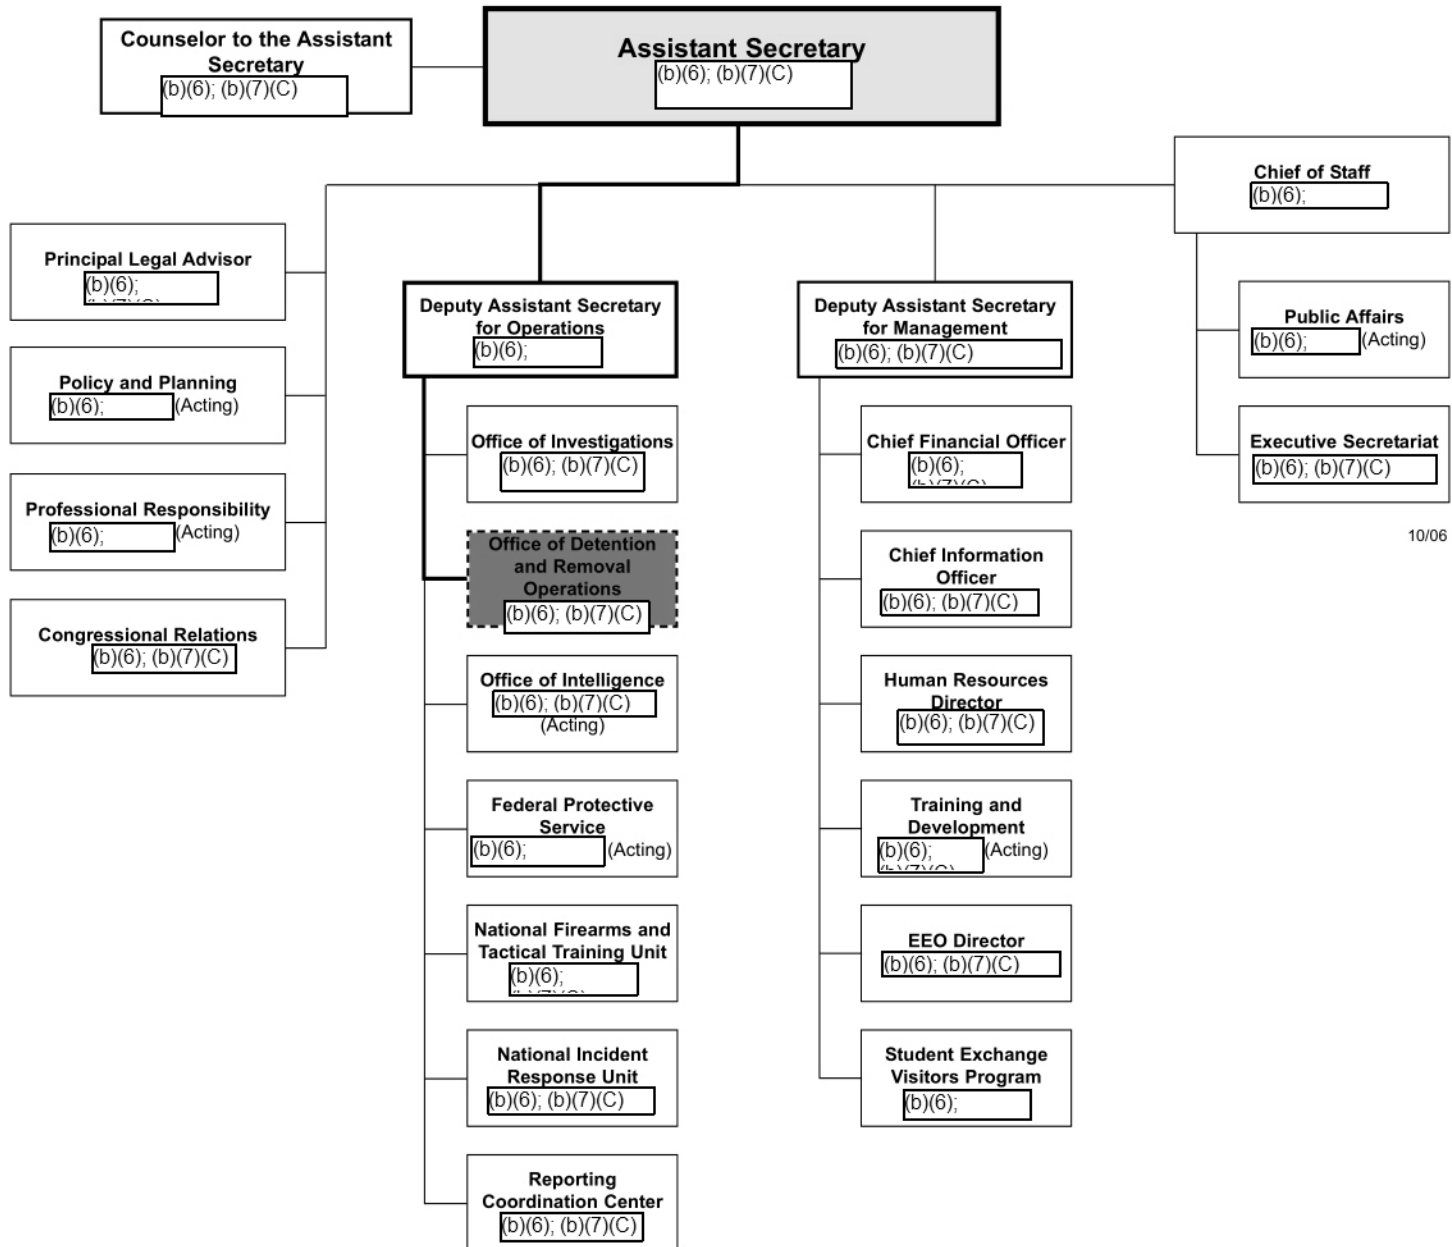 Counselor to the Assistant
Secretary
(b)(6); (b)(7)(C)
Assistant Secretary
(b)(6); (b)(7)(C)
Chief of Staff
(b)(6);
Principal Legal Advisor
(b)(6);
Policy and Planning
(b)(6); (Acting)
Professional Responsibility
(b)(6); (Acting)
Congressional Relations
(b)(6); (b)(7)(C)
Deputy Assistant Secretary
for Operations
(b)(6);
Office of Investigations
(b)(6); (b)(7)(C)
Office of Detention
and Removal
Operations
(b)(6); (b)(7)(C)
Office of Intelligence
(b)(6); (b)(7)(C)
(Acting)
Federal Protective
Service
(b)(6); (Acting)
National Firearms and
Tactical Training Unit
(b)(6);
National Incident
Response Unit
(b)(6); (b)(7)(C)
Reporting
Coordination Center
(b)(6); (b)(7)(C)
Deputy Assistant Secretary
for Management
(b)(6); (b)(7)(C)
Chief Financial Officer
(b)(6);
Chief Information
Officer
(b)(6); (b)(7)(C)
Human Resources
Director
(b)(6); (b)(7)(C)
Training and
Development
(b)(6); (Acting)
EEO Director
(b)(6); (b)(7)(C)
Student Exchange
Visitors Program
(b)(6);
Public Affairs
(b)(6); (Acting)
Executive Secretariat
(b)(6); (b)(7)(C)
10/06